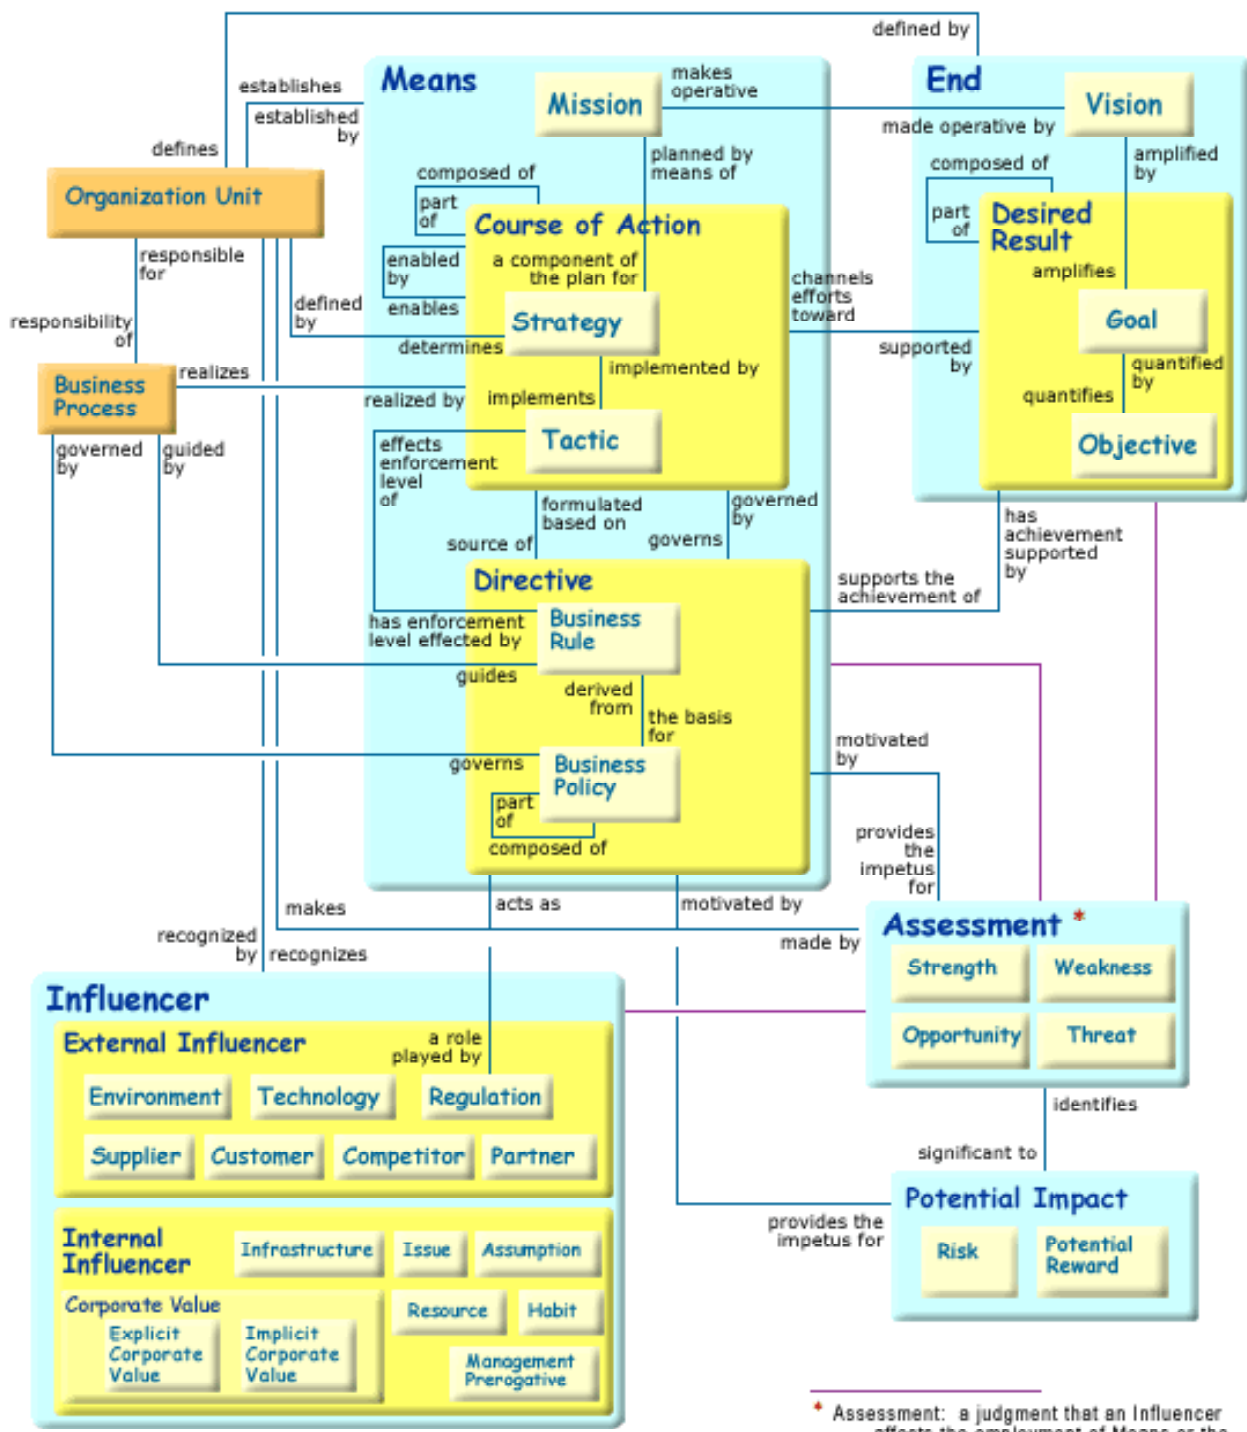 defined by
Means
Mission
makes
operative
End
Vision
establishes
established
by
made operative by
defines
planned by
means of
amplified
by
composed of
composed of
Organization Unit
part
of
Course of Action
part
of
Desired
Result
responsible
for
enabled
by
a component of
the plan for
amplifies
channels
efforts
toward
enables
defined
by
Strategy
Goal
responsibility
of
determines
supported
by
implemented by
quantified
by
realizes
Business
Process
realized by
implements
quantifies
governed
by
guided
by
effects
enforcement
level
of
Tactic
Objective
formulated
based on
governed
by
source of
governs
has
achievement
supported
by
Directive
supports the
achievement of
has enforcement
level effected by
Business
Rule
guides
derived
from
the basis
for
motivated
by
governs
Business
Policy
part
of
composed of
provides
the
impetus
for
acts as
motivated by
makes
recognized
by
recognizes
made by
Assessment *
Strength
Weakness
Opportunity
Threat
Influencer
External Influencer
a role
played by
Environment
Technology
Regulation
identifies
Supplier
Customer
Competitor
Partner
significant to
Potential Impact
provides the
impetus for
Risk
Potential
Reward
Internal
Influencer
Infrastructure
Issue
Assumption
Corporate Value
Explicit
Corporate
Value
Implicit
Corporate
Value
Resource
Habit
Management
Prerogative
* Assessment: a judgment that an Influencer
affects the employment of Means or the